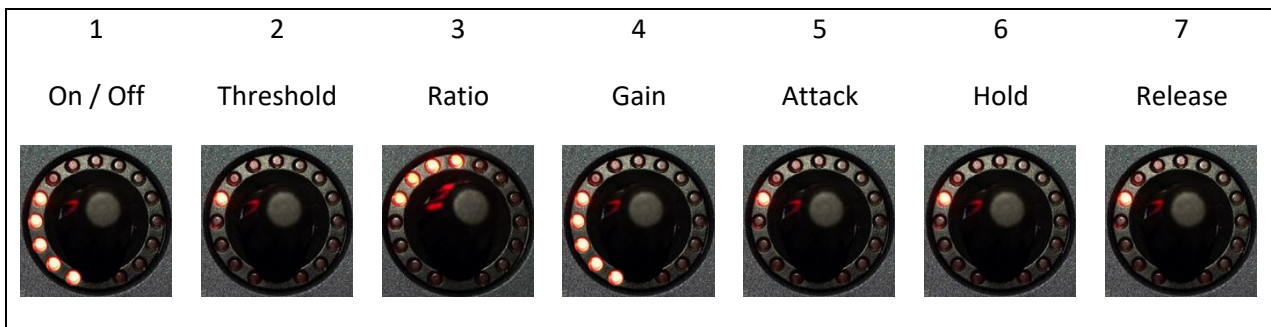 1 2 3 4 5 6 7
On / Off Threshold Ratio Gain Attack Hold Release